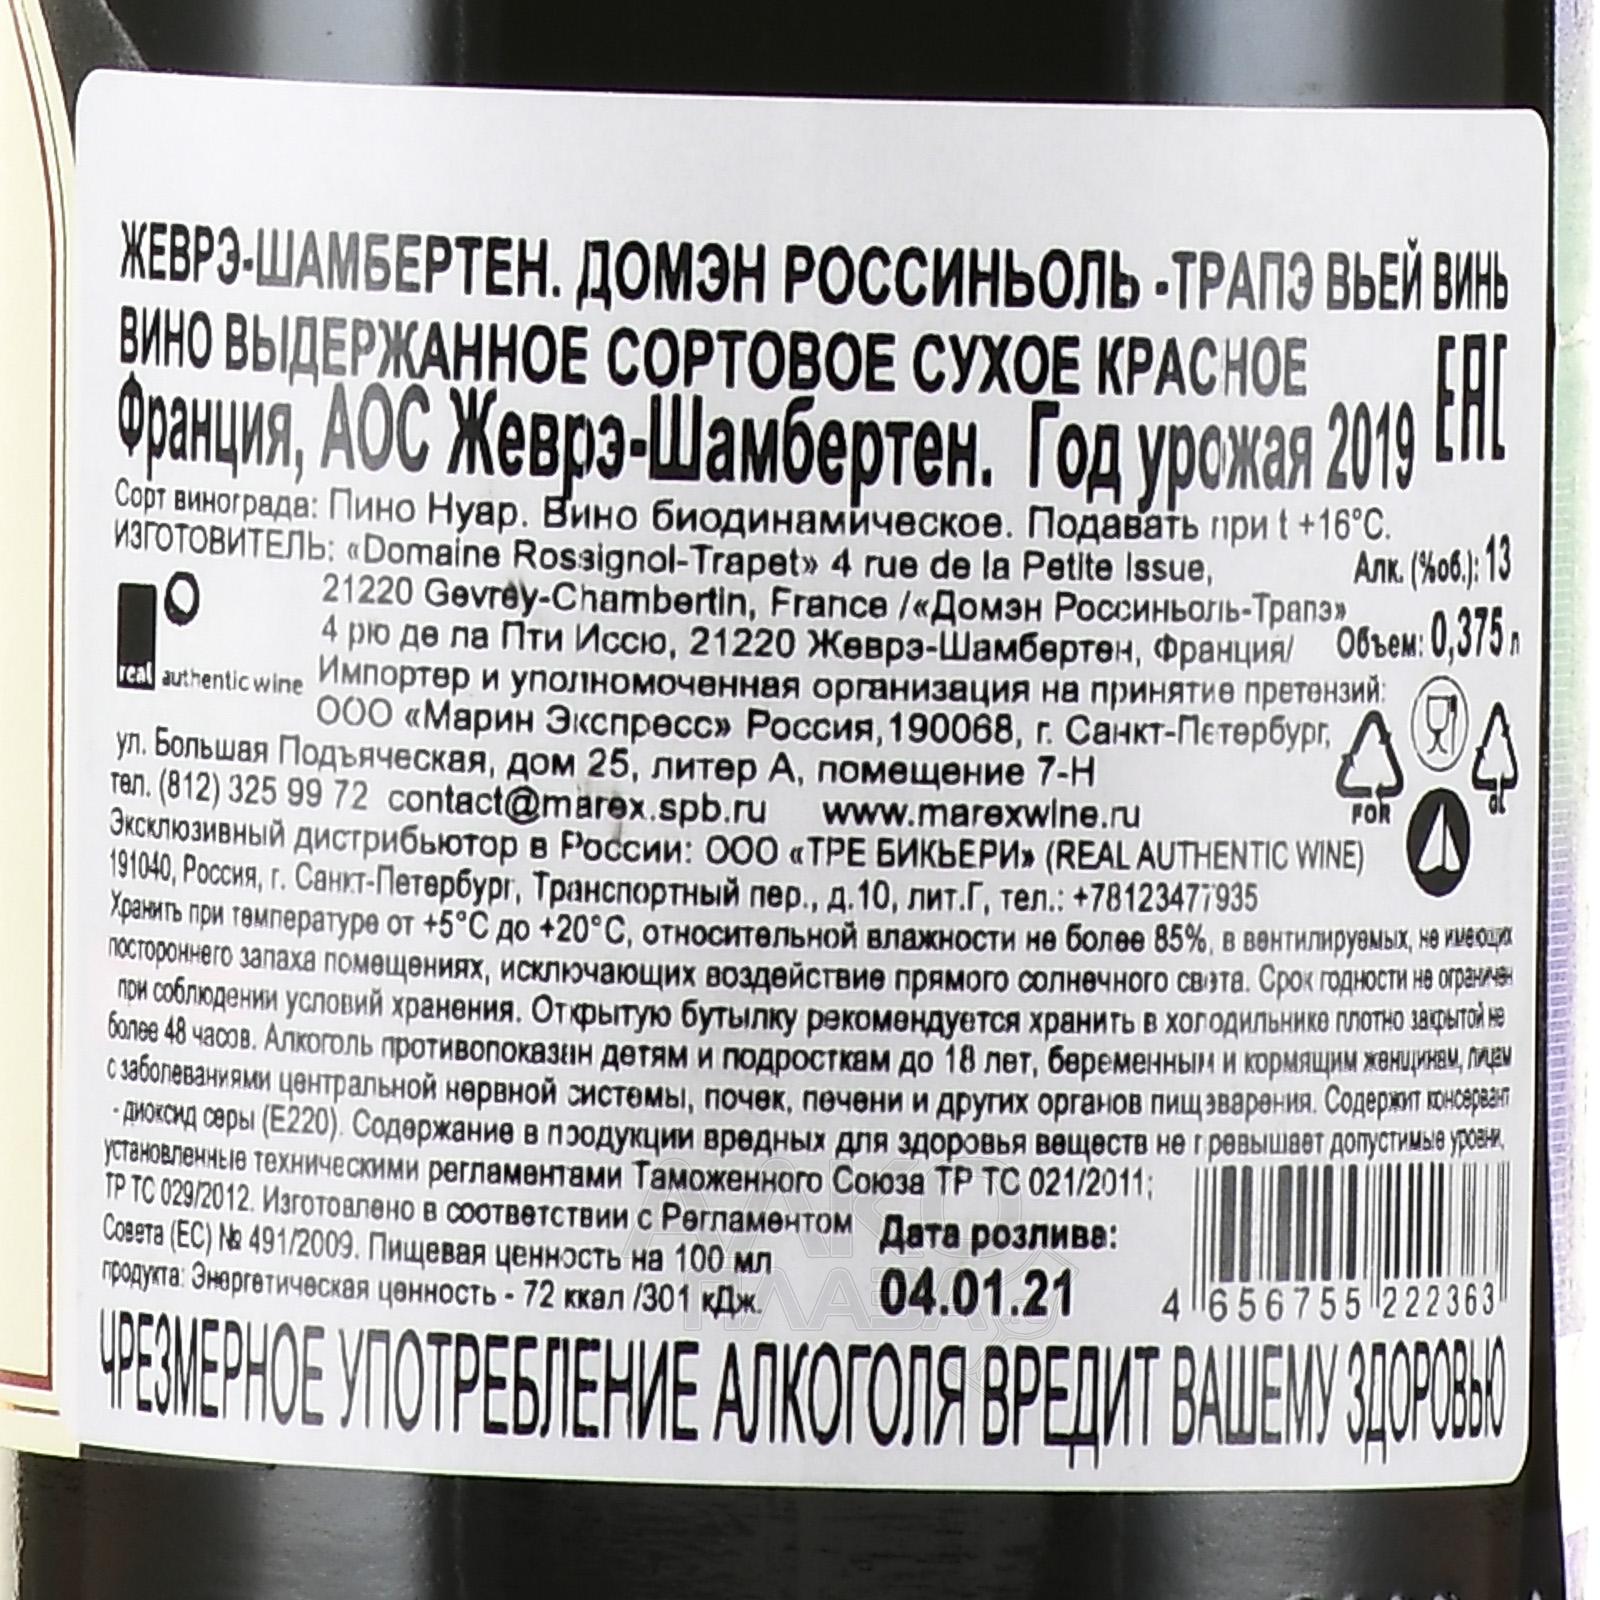 ЖЕВРЭ-ШАМБЕРТЕН. ДОМЭН РОССИНЬОЛЬ -ТРАПЭ ВЬЕЙ ВИНЬ
ВИНО ВЫДЕРЖАННОЕ СОРТОВОЕ СУХОЕ КРАСНОЕ
Франция, АОС Жеврэ-Шамбертен. Год урожая 2019
ЕАС
Сорт винограда: Пино Нуар. Вино биодинамическое. Подавать при t +16°С.
ИЗГОТОВИТЕЛЬ: «Domaine Rossignol-Trapet» 4 rue de la Petite Issue,
Алк. (%об.): 13
21220 Gevrey-Chambertin, France /«Домэн Россиньоль-Трапэ»
4 рю де ла Пти Иссю, 21220 Жеврэ-Шамбертен, Франция/
Объем: 0,375 л
real authentic wine
Импортер и уполномоченная организация на принятие претензий:
ООО «Марин Экспресс» Россия,190068, г. Санкт-Петербург,
ул. Большая Подъяческая, дом 25, литер А, помещение 7-Н
тел. (812) 325 99 72 contact@marex.spb.ru www.marexwine.ru
FOR
GL
Эксклюзивный дистрибьютор в России: ООО «ТРЕ БИКЬЕРИ» (REAL AUTHENTIC WINE)
191040, Россия, г. Санкт-Петербург, Транспортный пер., д.10, лит.Г, тел.: +78123477935
Хранить при температуре от +5°С до +20°С, относительной влажности не более 85%, в вентилируемых, не имеющих
постороннего запаха помещениях, исключающих воздействие прямого солнечного света. Срок годности не ограничен
при соблюдении условий хранения. Открытую бутылку рекомендуется хранить в холодильнике плотно закрытой не
более 48 часов. Алкоголь противопоказан детям и подросткам до 18 лет, беременным и кормящим женщинам, лицам
с заболеваниями центральной нервной системы, почек, печени и других органов пищеварения. Содержит консервант
- диоксид серы (Е220). Содержание в продукции вредных для здоровья веществ не превышает допустимые уровни,
установленные техническими регламентами Таможенного Союза ТР ТС 021/2011;
ТР ТС 029/2012. Изготовлено в соответствии с Регламентом
Совета (ЕС) № 491/2009. Пищевая ценность на 100 мл
продукта: Энергетическая ценность - 72 ккал /301 кДж.
Дата розлива:
04.01.21
4 656755 222363
АЛКО
ПЛАЗА
ЧРЕЗМЕРНОЕ УПОТРЕБЛЕНИЕ АЛКОГОЛЯ ВРЕДИТ ВАШЕМУ ЗДОРОВЬЮ